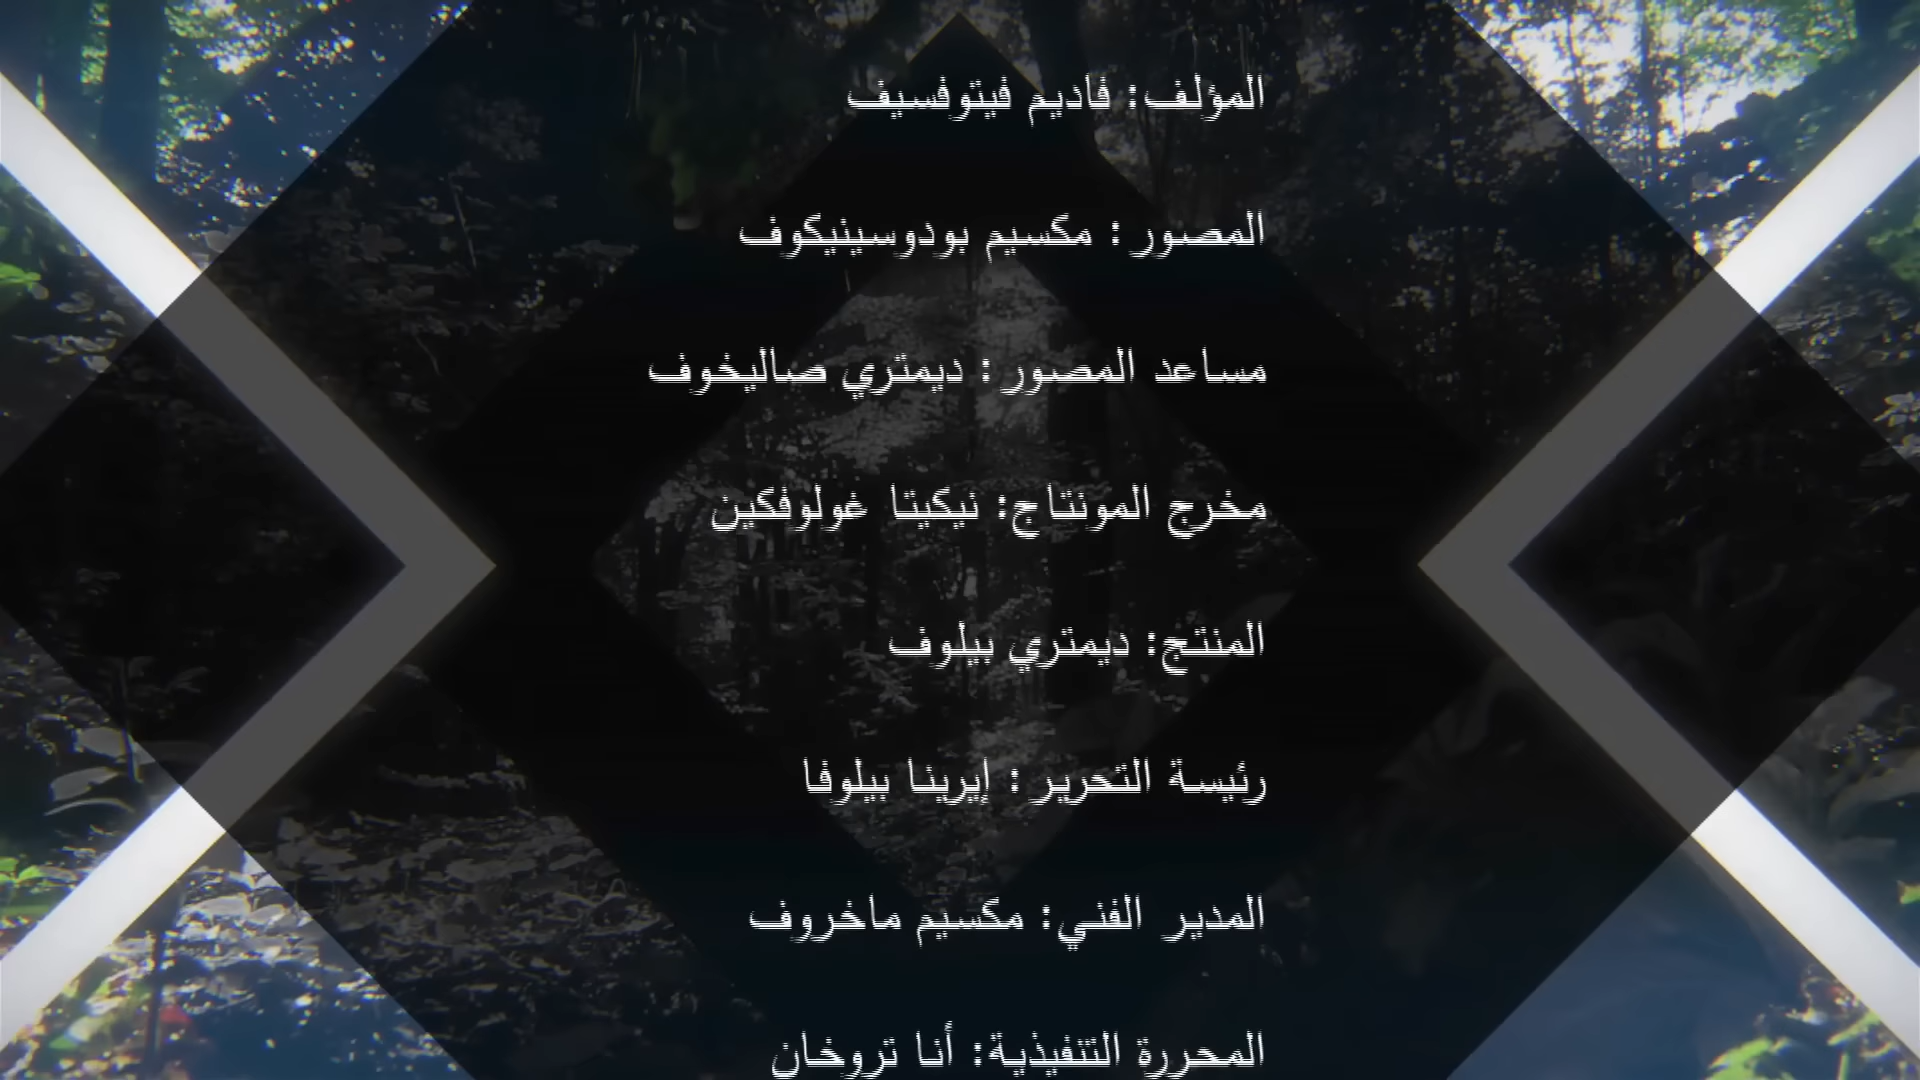 المؤلف: فاديم فيتوفسيف
المصور: مكسيم بودوسينيكوف
مساعد المصور: ديمتري صاليخوف
مخرج المونتاج: نيكيتا غولوفكين
المنتج: ديمتري بيلوف
رئيسة التحرير: إيرينا بيلوفا
المدير الفني: مكسيم ماخروف
المحررة التنفيذية: أنا تروخان